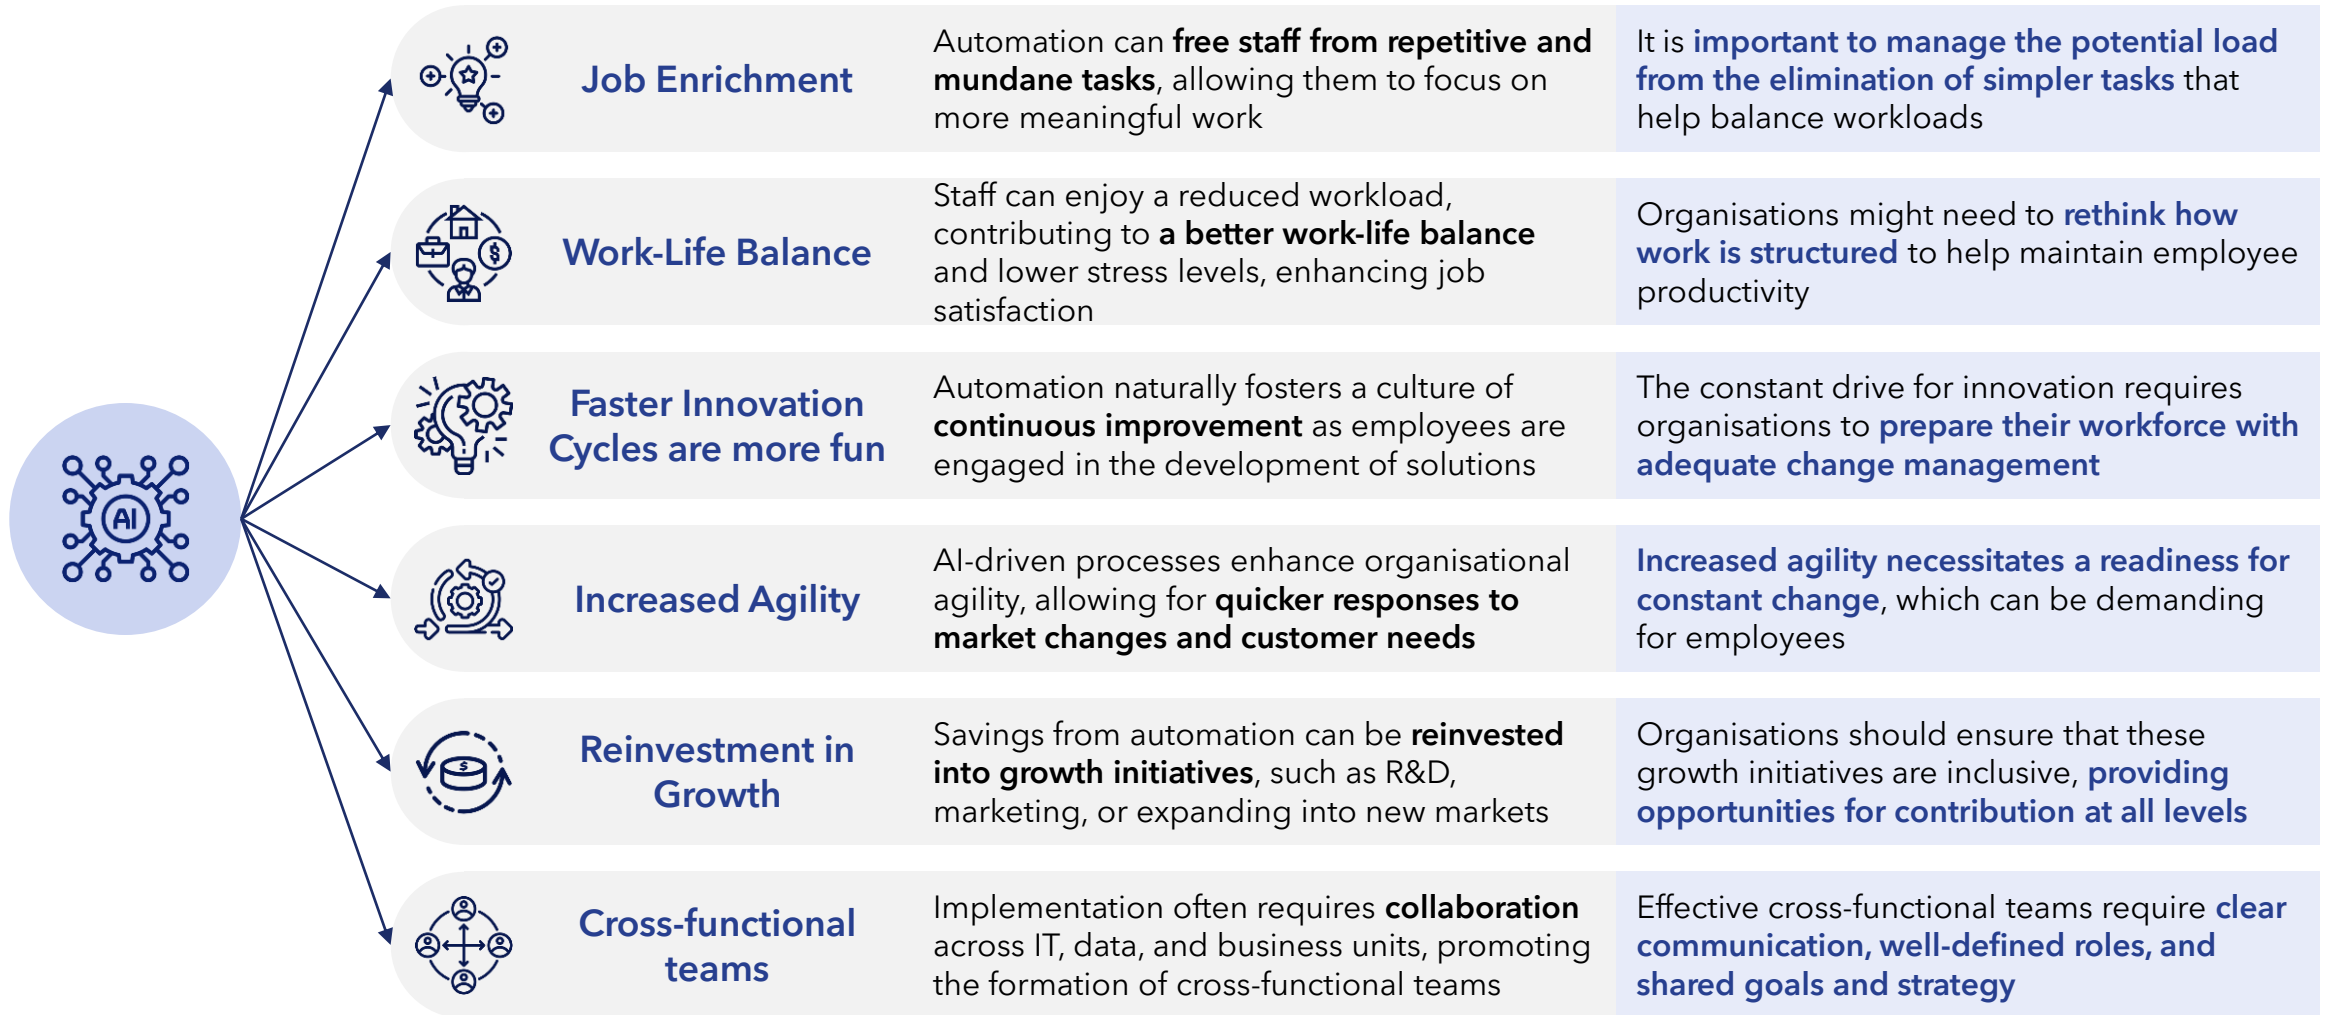 AI
Job Enrichment
Automation can free staff from repetitive and
mundane tasks, allowing them to focus on
more meaningful work
It is important to manage the potential load
from the elimination of simpler tasks that
help balance workloads
$
Work-Life Balance
Staff can enjoy a reduced workload,
contributing to a better work-life balance
and lower stress levels, enhancing job
satisfaction
Organisations might need to rethink how
work is structured to help maintain employee
productivity
Faster Innovation
Cycles are more fun
Automation naturally fosters a culture of
continuous improvement as employees are
engaged in the development of solutions
The constant drive for innovation requires
organisations to prepare their workforce with
adequate change management
Increased Agility
AI-driven processes enhance organisational
agility, allowing for quicker responses to
market changes and customer needs
Increased agility necessitates a readiness for
constant change, which can be demanding
for employees
$
Reinvestment in
Growth
Savings from automation can be reinvested
into growth initiatives, such as R&D,
marketing, or expanding into new markets
Organisations should ensure that these
growth initiatives are inclusive, providing
opportunities for contribution at all levels
Cross-functional
teams
Implementation often requires collaboration
across IT, data, and business units, promoting
the formation of cross-functional teams
Effective cross-functional teams require clear
communication, well-defined roles, and
shared goals and strategy